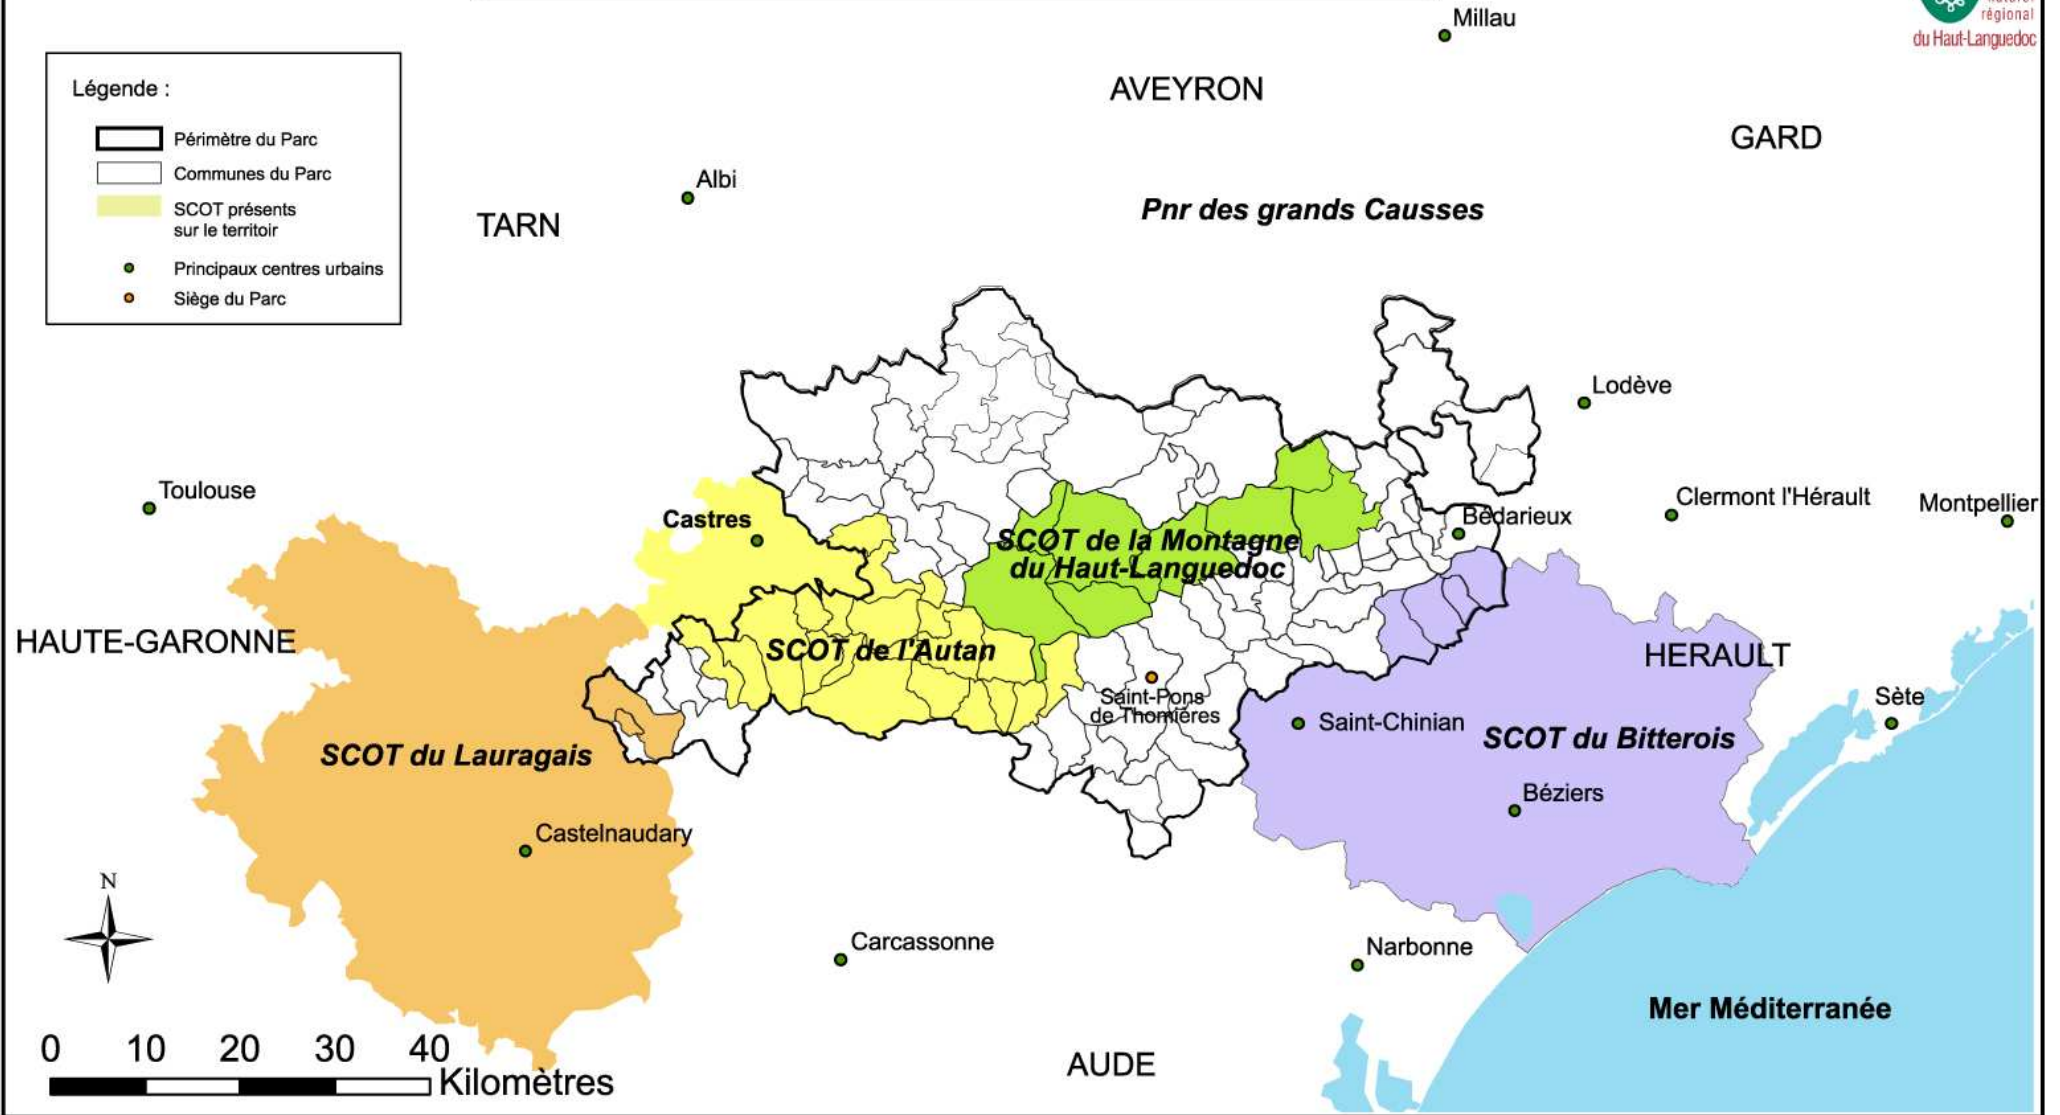 Millau
régional
du Haut-Languedoc
AVEYRON
GARD
Légende :
Périmètre du Parc
Communes du Parc
SCOT présents
sur le territoir
Principaux centres urbains
Siège du Parc
Albi
TARN
Pnr des grands Causses
Lodève
Toulouse
Castres
Clermont l'Hérault
Montpellier
Bédarieux
SCOT de la Montagne
du Haut-Languedoc
HAUTE-GARONNE
SCOT de l'Autan
HERAULT
Saint-Pons
de Thomières
Sète
Saint-Chinian
SCOT du Bitterois
SCOT du Lauragais
Béziers
Castelnaudary
N
Carcassonne
Narbonne
Mer Méditerranée
0 10 20 30 40
Kilomètres
AUDE